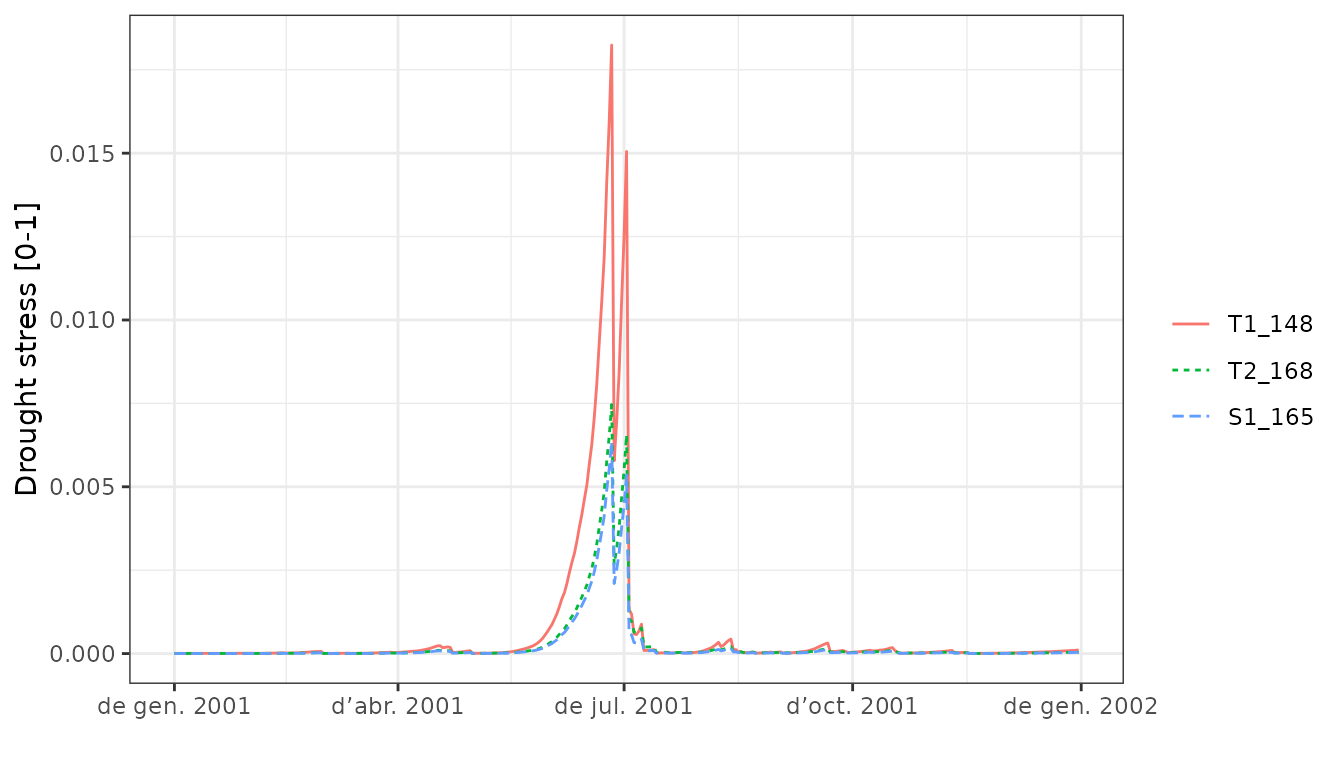 Drought stress [0-1]
0.015
0.010
0.005
0.000
de gen. 2001
d’abr. 2001
de jul. 2001
d’oct. 2001
de gen. 2002
T1_148
T2_168
S1_165